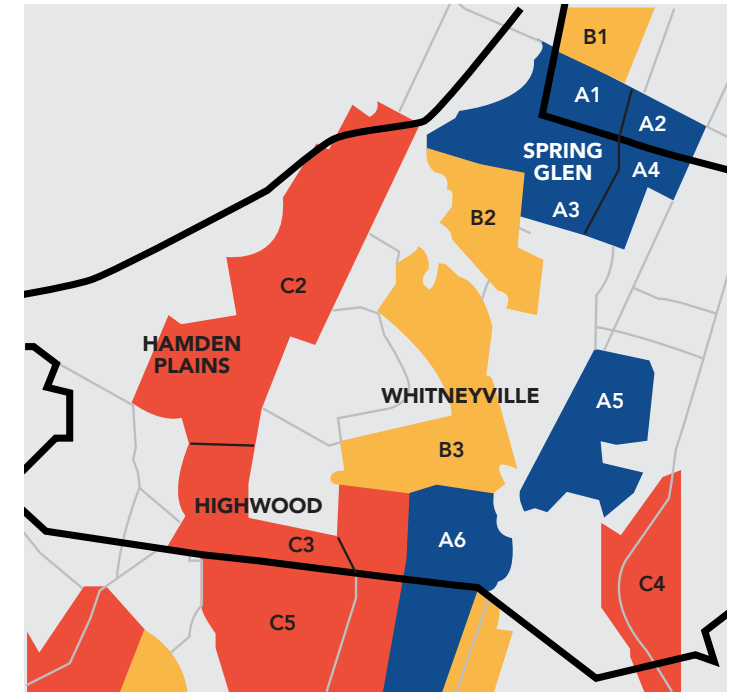 B1
A1
A2
SPRING
GLEN
A4
A3
B2
C2
HAMDEN
PLAINS
WHITNEYVILLE
A5
B3
HIGHWOOD
C3
A6
C4
C5